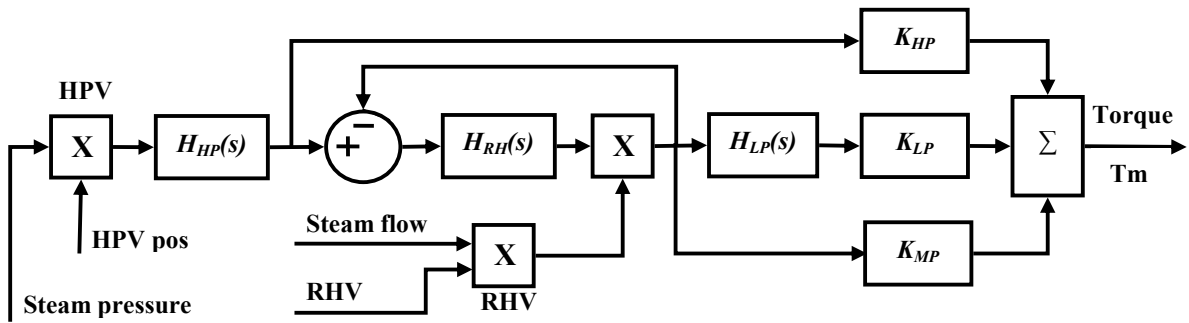 K_HP
HPV
X
H_HP(s)
+
−
H_RH(s)
X
H_LP(s)
K_LP
Σ
Torque
Tm
HPV pos
Steam flow
X
K_MP
Steam pressure
RHV
RHV